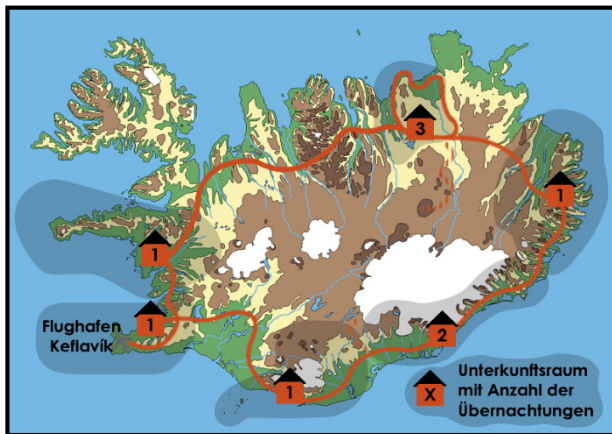 3
1
1
1
Flughafen
Keflavík
2
1
X
Unterkunftsraum
mit Anzahl der
Übernachtungen